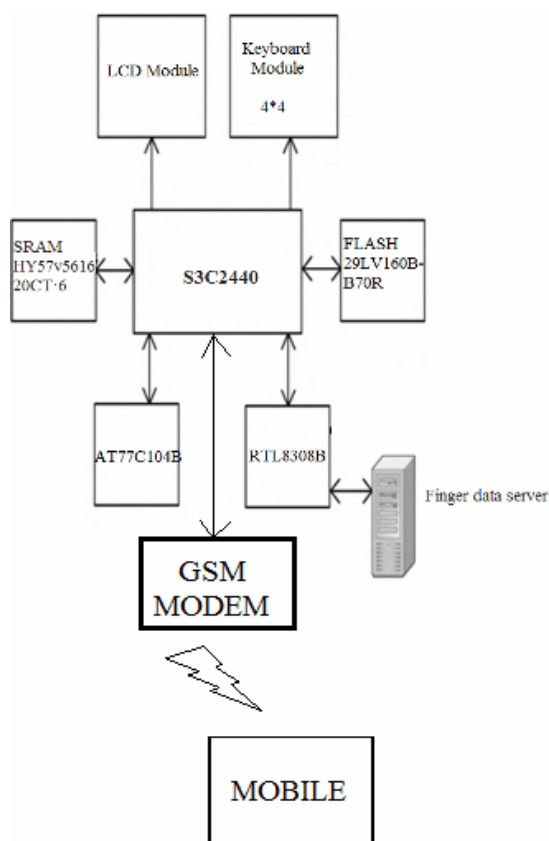 LCD Module
Keyboard
Module
4*4
SRAM
HY57v5616
20CT·6
S3C2440
FLASH
29LV160B-
B70R
AT77C104B
RTL8308B
Finger data server
GSM
MODEM
MOBILE